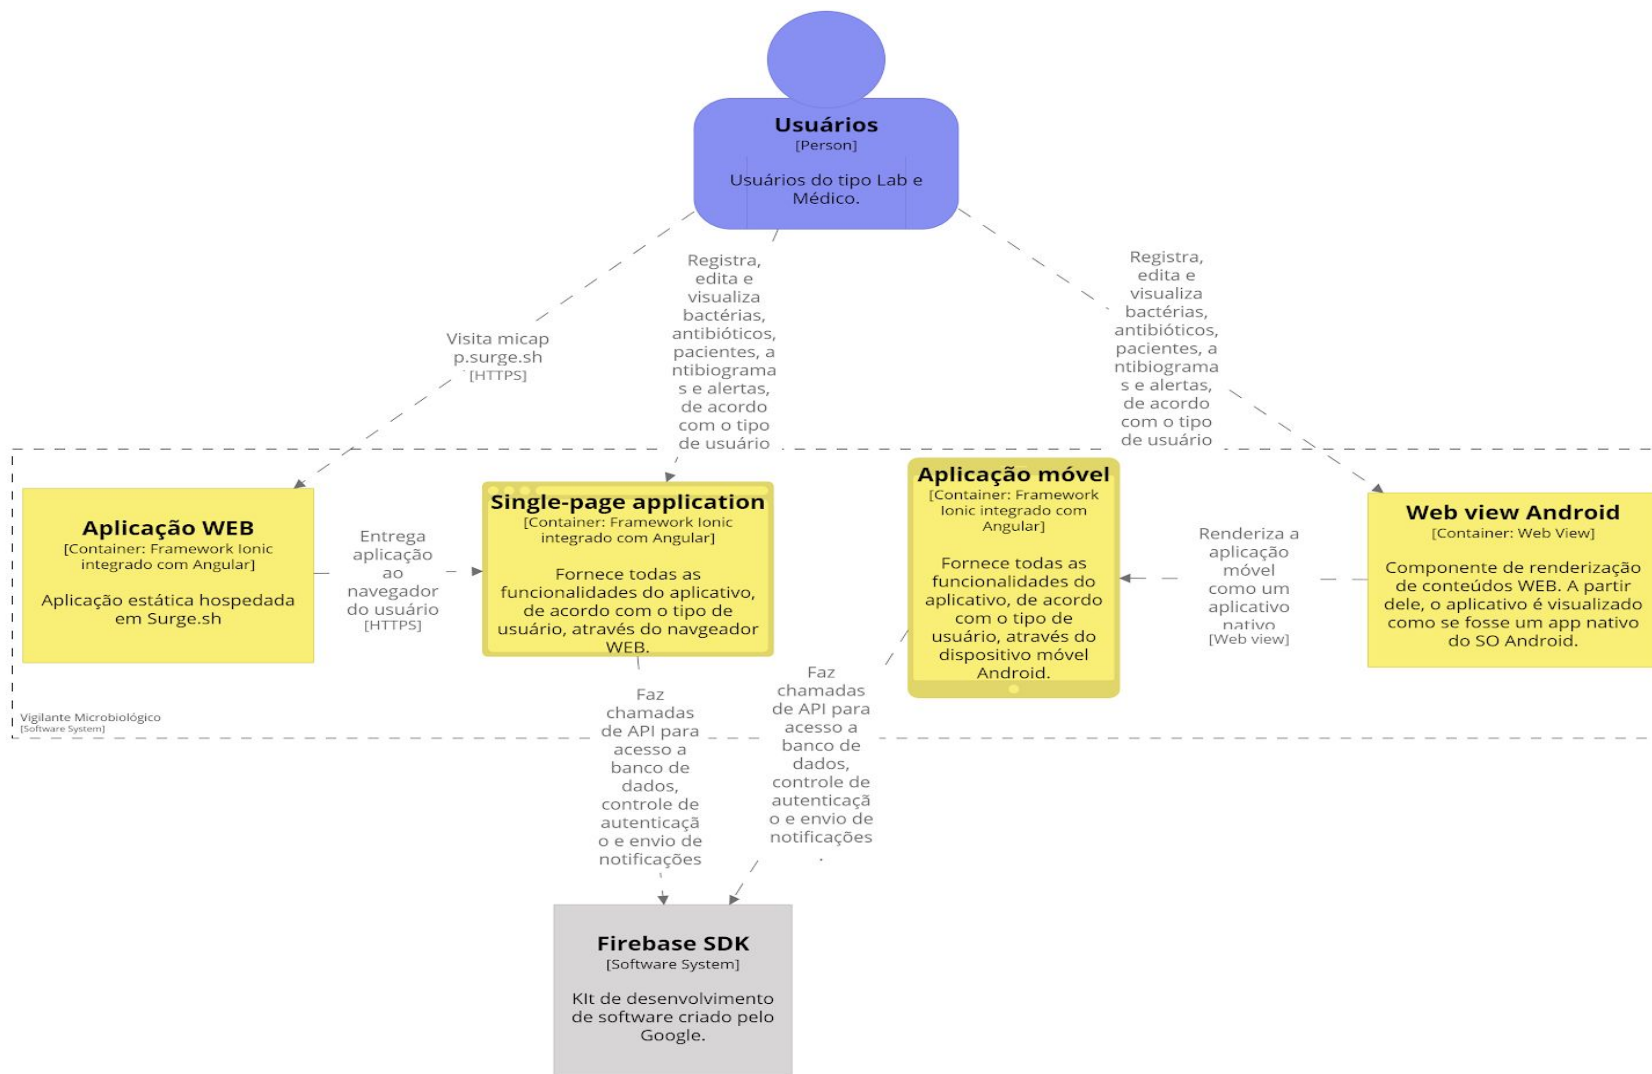 Usuários
[Person]
Usuários do tipo Lab e
Médico.
Visita micap
p.surge.sh
[HTTPS]
Registra,
edita e
visualiza
bactérias,
antibióticos,
pacientes, a
ntibiograma
s e alertas,
de acordo
com o tipo
de usuário
Registra,
edita e
visualiza
bactérias,
antibióticos,
pacientes, a
ntibiograma
s e alertas,
de acordo
com o tipo
de usuário
Aplicação WEB
[Container: Framework Ionic
integrado com Angular]
Aplicação estática hospedada
em Surge.sh
Entrega
aplicação
ao
navegador
do usuário
[HTTPS]
Single-page application
[Container: Framework Ionic
integrado com Angular]
Fornece todas as
funcionalidades do aplicativo,
de acordo com o tipo de
usuário, através do navgeador
WEB.
Aplicação móvel
[Container: Framework
Ionic integrado com
Angular]
Fornece todas as
funcionalidades do
aplicativo, de acordo
com o tipo de
usuário, através do
dispositivo móvel
Android.
Renderiza a
aplicação
móvel
como um
aplicativo
nativo
[Web view]
Web view Android
[Container: Web View]
Componente de renderização
de conteúdos WEB. A partir
dele, o aplicativo é visualizado
como se fosse um app nativo
do SO Android.
Vigilante Microbiológico
[Software System]
Faz
chamadas
de API para
acesso a
banco de
dados,
controle de
autenticaçã
o e envio de
notificações
Faz
chamadas
de API para
acesso a
banco de
dados,
controle de
autenticaçã
o e envio de
notificações
.
Firebase SDK
[Software System]
KIt de desenvolvimento
de software criado pelo
Google.